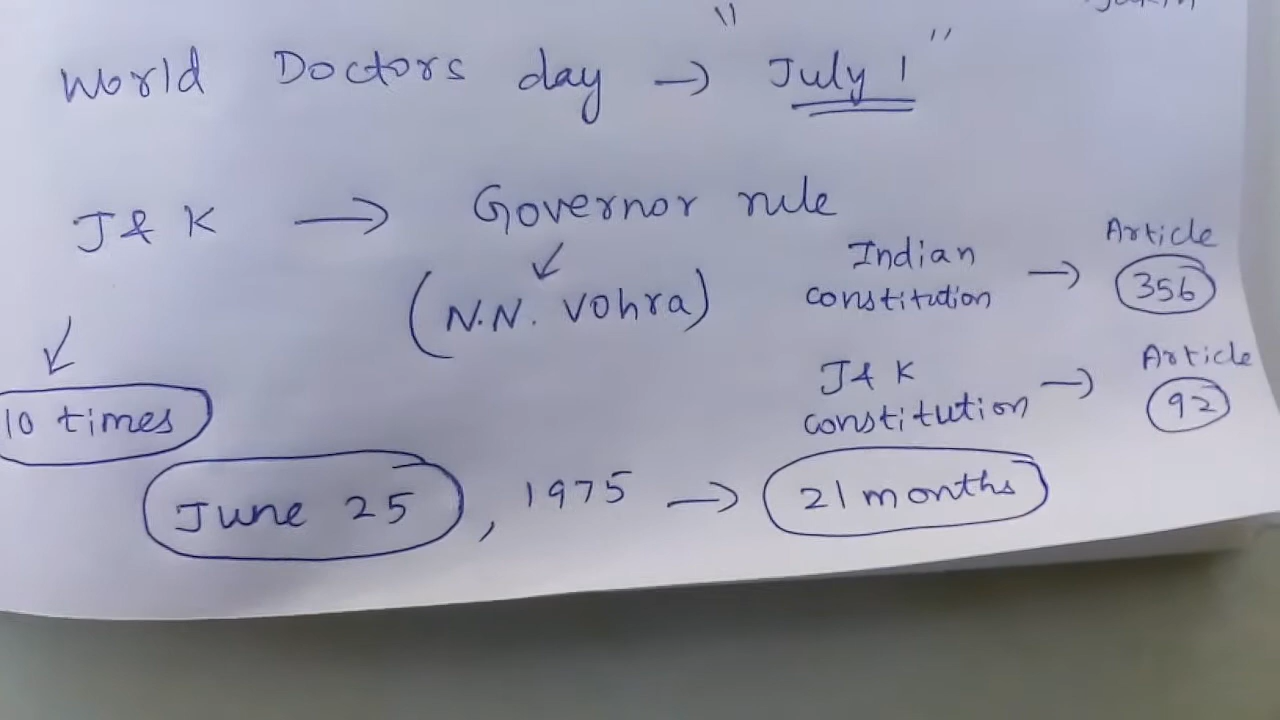 World Doctors day → "July 1"
J & K → Governor rule
(N.N. Vohra)
Indian constitution → Article 356
J & K constitution → Article 92
10 times
June 25, 1975 → 21 months